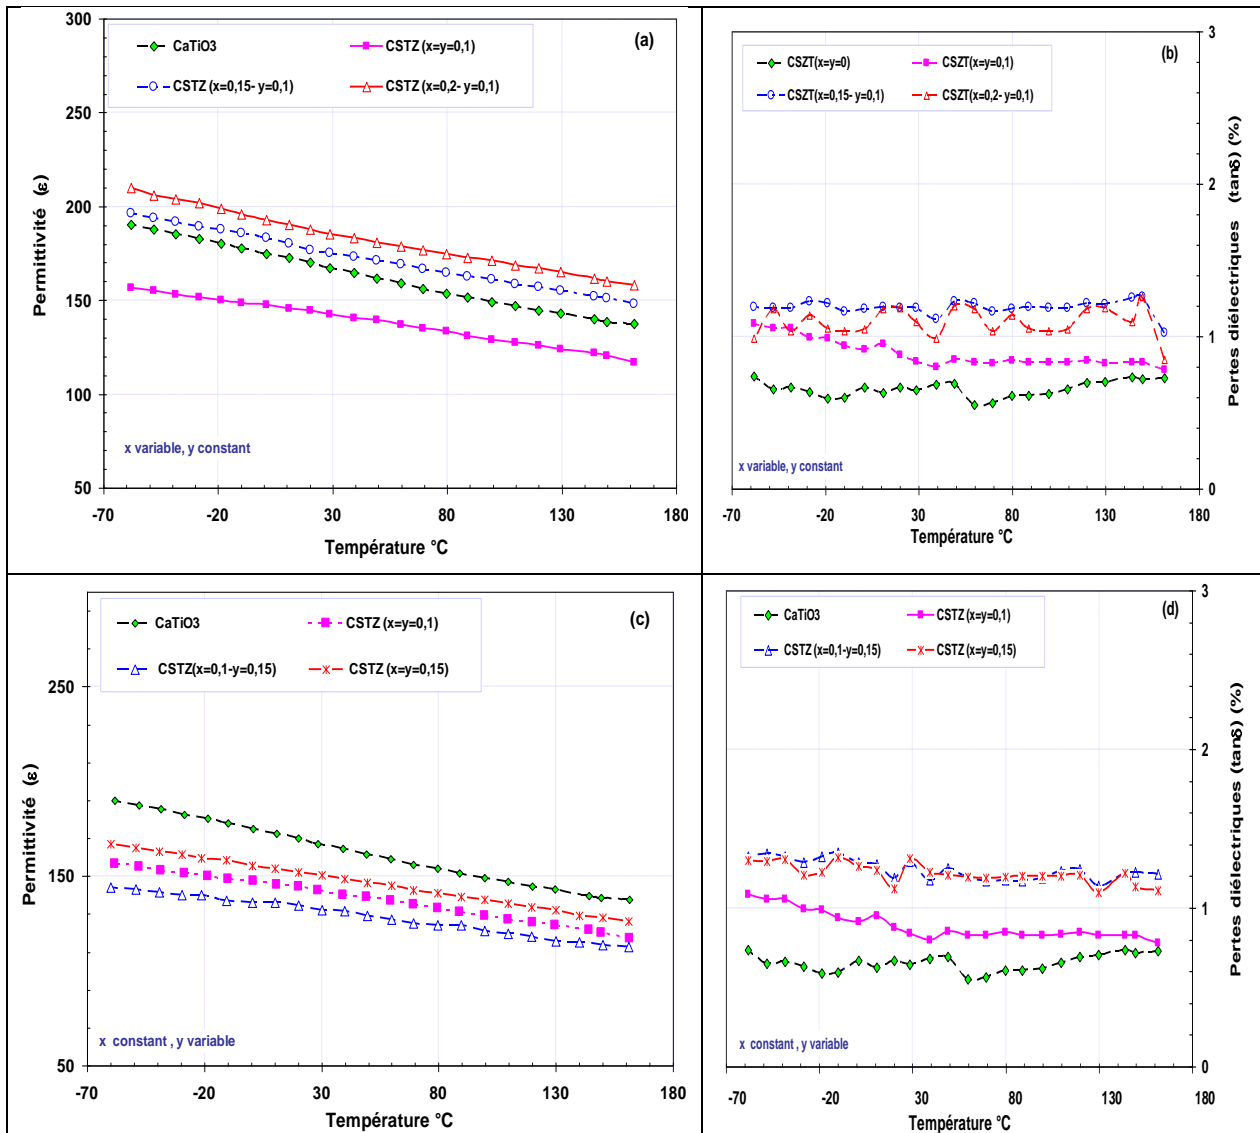 300
250
200
150
100
50
CaTiO3
CSTZ (x=y=0,1)
CSTZ (x=0,15- y=0,1)
CSTZ (x=0,2- y=0,1)
(a)
Permittivité (ε)
x variable, y constant
-70
-20
30
80
130
180
Température °C
3
2
1
0
CSZT(x=y=0)
CSZT(x=y=0,1)
CSZT(x=0,15-y=0,1)
CSZT(x=0,2-y=0,1)
(b)
Pertes diélectriques (tanδ) (%)
x variable, y constant
-70
-20
30
80
130
180
Température °C
250
150
50
CaTiO3
CSTZ (x=y=0,1)
CSTZ(x=0,1-y=0,15)
CSTZ (x=y=0,15)
(c)
Permittivité (ε)
x constant , y variable
-70
-20
30
80
130
180
Température °C
3
2
1
0
CaTiO3
CSTZ (x=y=0,1)
CSTZ (x=0,1-y=0,15)
CSTZ (x=y=0,15)
(d)
Pertes diélectriques (tanδ) (%)
x constant , y variable
-70
-20
30
80
130
180
Température °C